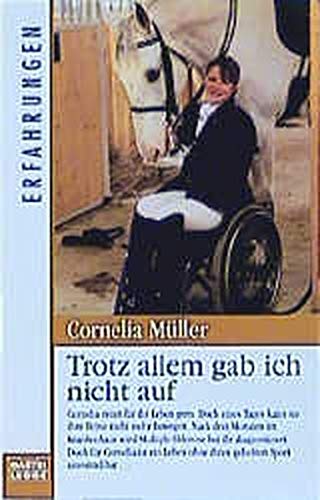 ERFAHRUNGEN
Cornelia Müller
Trotz allem gab ich
nicht auf
Cornelia reitet für ihr Leben gern. Doch eines Tages kann sie
ihre Beine nicht mehr bewegen. Nach drei Monaten im
Krankenhaus wird Multiple Sklerose bei ihr diagnostiziert.
Doch für Cornelia ist ein Leben ohne ihren geliebten Sport
unvorstellbar
BASTEI
LÜBBE